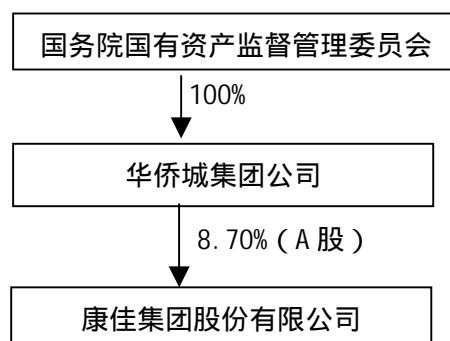 国务院国有资产监督管理委员会
100%
华侨城集团公司
8.70%（A 股）
康佳集团股份有限公司